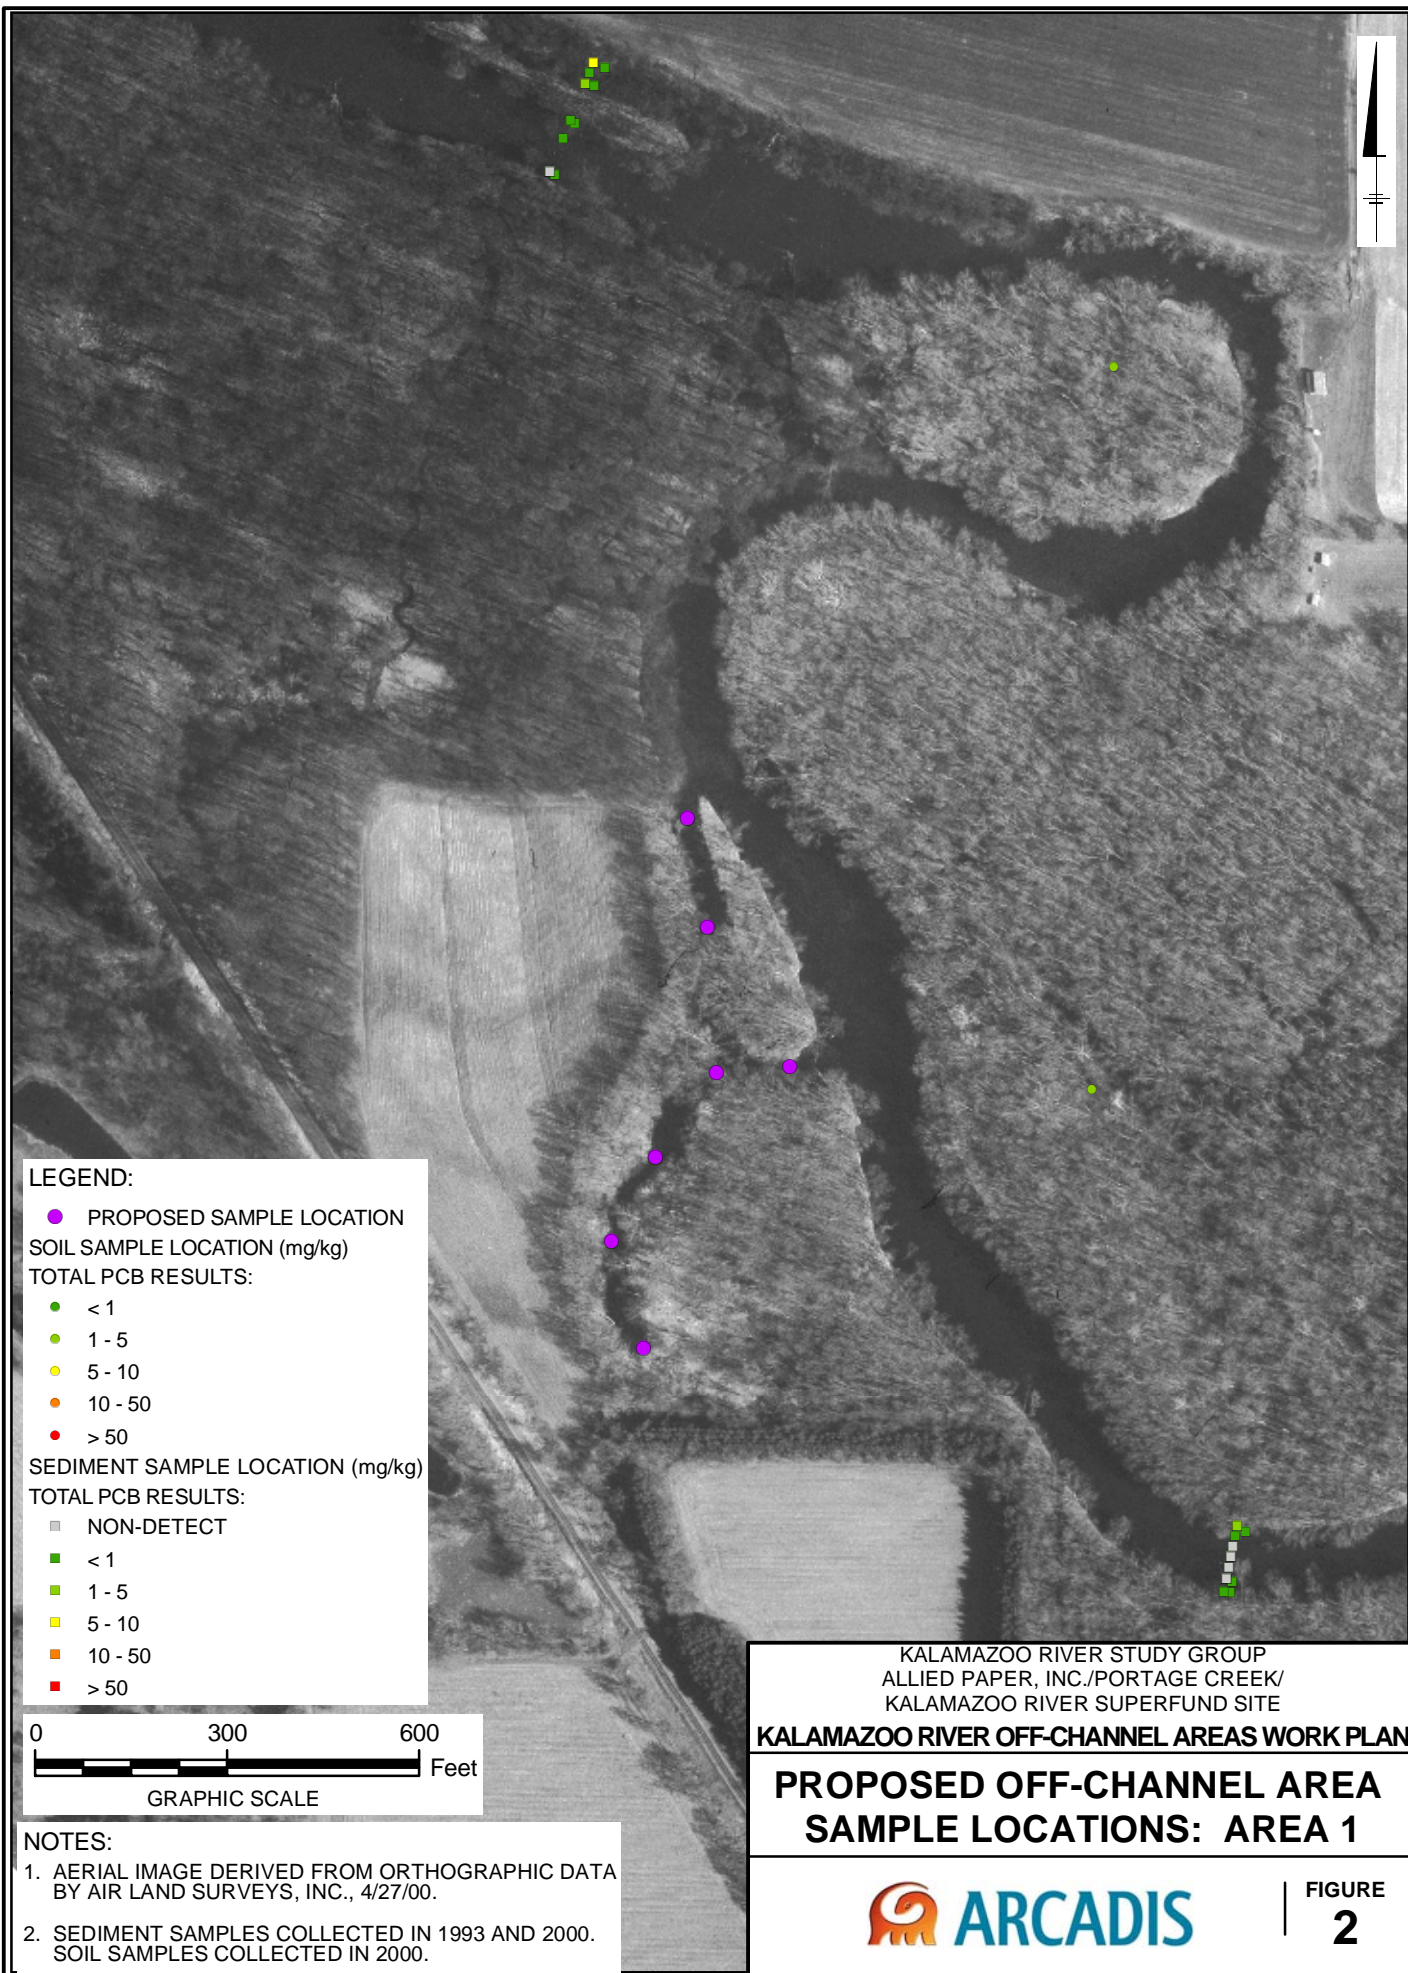 LEGEND:
PROPOSED SAMPLE LOCATION
SOIL SAMPLE LOCATION (mg/kg)
TOTAL PCB RESULTS:
< 1
1 - 5
5 - 10
10 - 50
> 50
SEDIMENT SAMPLE LOCATION (mg/kg)
TOTAL PCB RESULTS:
NON-DETECT
< 1
1 - 5
5 - 10
10 - 50
> 50
0 300 600
Feet
GRAPHIC SCALE
NOTES:
1. AERIAL IMAGE DERIVED FROM ORTHOGRAPHIC DATA
BY AIR LAND SURVEYS, INC., 4/27/00.
2. SEDIMENT SAMPLES COLLECTED IN 1993 AND 2000.
SOIL SAMPLES COLLECTED IN 2000.
KALAMAZOO RIVER STUDY GROUP
ALLIED PAPER, INC./PORTAGE CREEK/
KALAMAZOO RIVER SUPERFUND SITE
KALAMAZOO RIVER OFF-CHANNEL AREAS WORK PLAN
PROPOSED OFF-CHANNEL AREA
SAMPLE LOCATIONS: AREA 1
ARCADIS
FIGURE
2